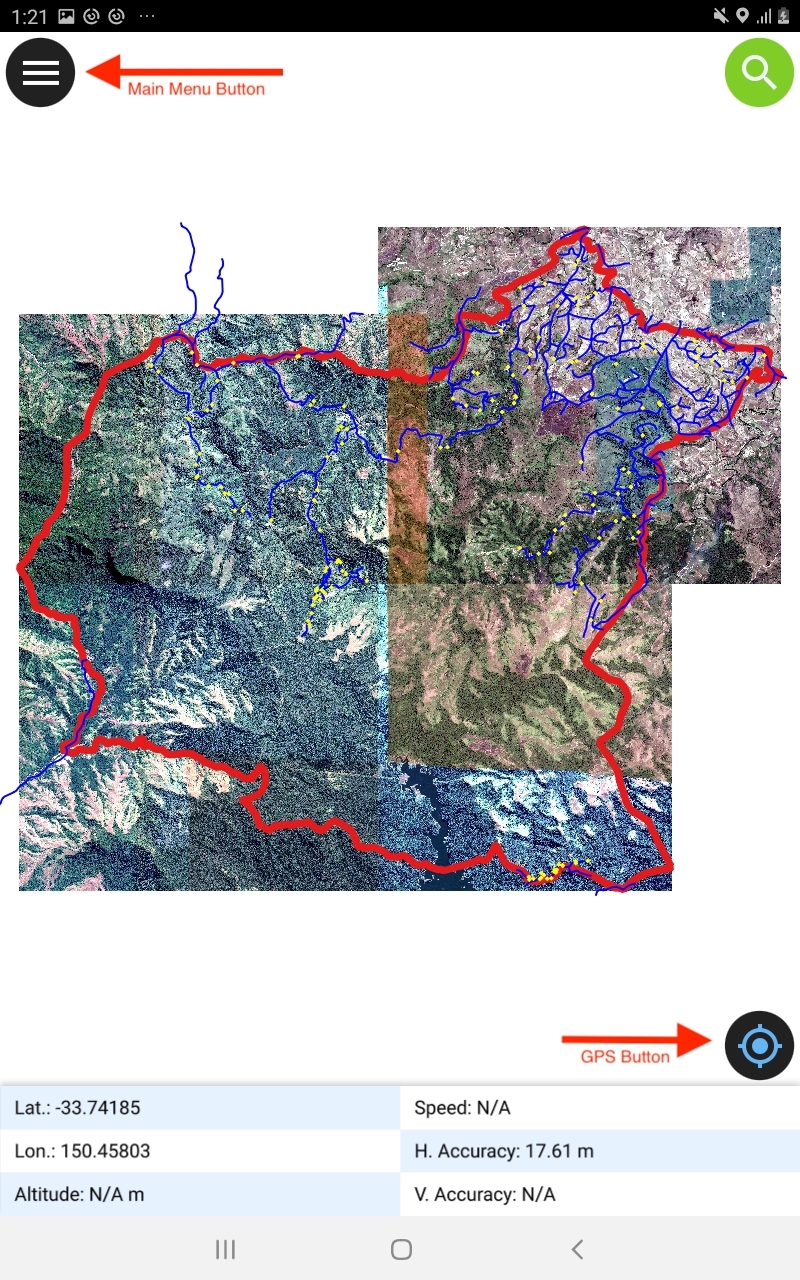 1:21
Main Menu Button
GPS Button
Lat.: -33.74185
Speed: N/A
Lon.: 150.45803
H. Accuracy: 17.61 m
Altitude: N/A m
V. Accuracy: N/A